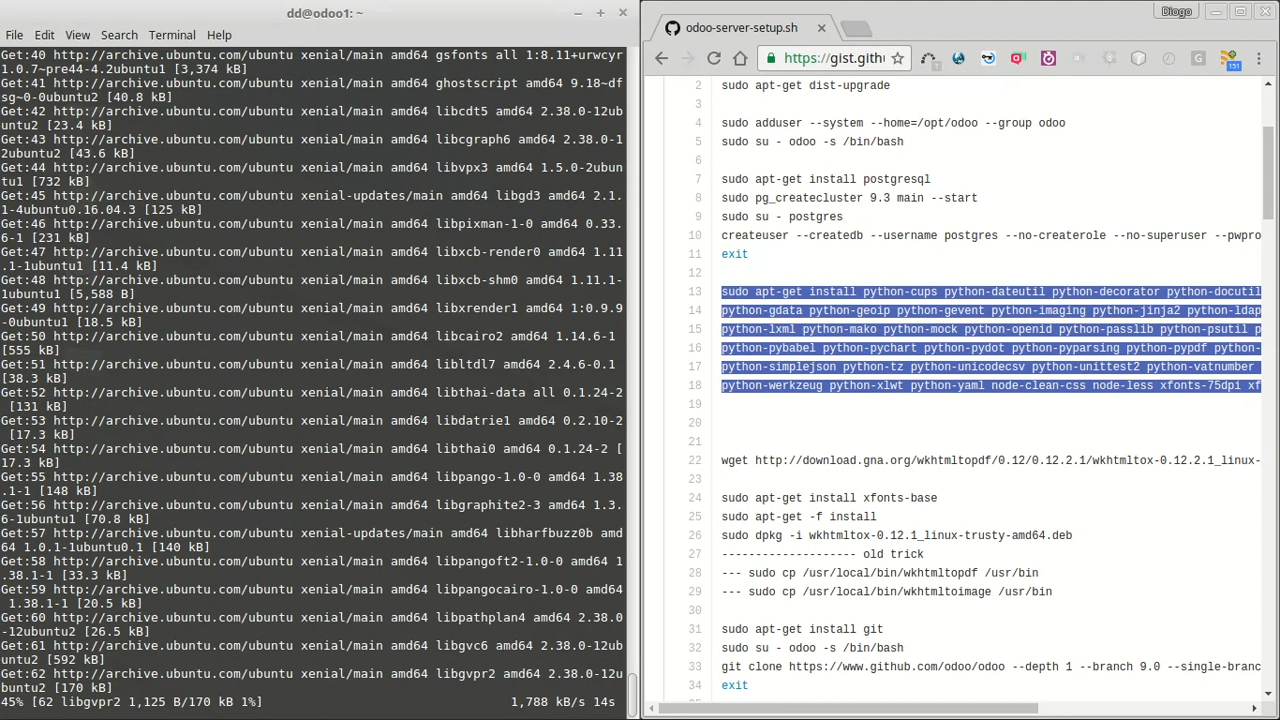 dd@odoo1: ~
File Edit View Search Terminal Help
Get:40 http://archive.ubuntu.com/ubuntu xenial/main amd64 gsfonts all 1:8.11+urwcyr
1.0.7~pre44-4.2ubuntu1 [3,374 kB]
Get:41 http://archive.ubuntu.com/ubuntu xenial/main amd64 ghostscript amd64 9.18~df
sg~0-0ubuntu2 [40.8 kB]
Get:42 http://archive.ubuntu.com/ubuntu xenial/main amd64 libcdt5 amd64 2.38.0-12ub
untu2 [23.4 kB]
Get:43 http://archive.ubuntu.com/ubuntu xenial/main amd64 libcgraph6 amd64 2.38.0-1
2ubuntu2 [43.6 kB]
Get:44 http://archive.ubuntu.com/ubuntu xenial/main amd64 libvpx3 amd64 1.5.0-2ubun
tu1 [732 kB]
Get:45 http://archive.ubuntu.com/ubuntu xenial-updates/main amd64 libgd3 amd64 2.1.
1-4ubuntu0.16.04.3 [125 kB]
Get:46 http://archive.ubuntu.com/ubuntu xenial/main amd64 libpixman-1-0 amd64 0.33.
6-1 [231 kB]
Get:47 http://archive.ubuntu.com/ubuntu xenial/main amd64 libxcb-render0 amd64 1.11
.1-1ubuntu1 [11.4 kB]
Get:48 http://archive.ubuntu.com/ubuntu xenial/main amd64 libxcb-shm0 amd64 1.11.1-
1ubuntu1 [5,588 B]
Get:49 http://archive.ubuntu.com/ubuntu xenial/main amd64 libxrender1 amd64 1:0.9.9
-0ubuntu1 [18.5 kB]
Get:50 http://archive.ubuntu.com/ubuntu xenial/main amd64 libcairo2 amd64 1.14.6-1
[555 kB]
Get:51 http://archive.ubuntu.com/ubuntu xenial/main amd64 libltdl7 amd64 2.4.6-0.1
[38.3 kB]
Get:52 http://archive.ubuntu.com/ubuntu xenial/main amd64 libthai-data all 0.1.24-2
[131 kB]
Get:53 http://archive.ubuntu.com/ubuntu xenial/main amd64 libdatrie1 amd64 0.2.10-2
[17.3 kB]
Get:54 http://archive.ubuntu.com/ubuntu xenial/main amd64 libthai0 amd64 0.1.24-2 [
17.3 kB]
Get:55 http://archive.ubuntu.com/ubuntu xenial/main amd64 libpango-1.0-0 amd64 1.38
.1-1 [148 kB]
Get:56 http://archive.ubuntu.com/ubuntu xenial/main amd64 libgraphite2-3 amd64 1.3.
6-1ubuntu1 [70.8 kB]
Get:57 http://archive.ubuntu.com/ubuntu xenial-updates/main amd64 libharfbuzz0b amd
64 1.0.1-1ubuntu0.1 [140 kB]
Get:58 http://archive.ubuntu.com/ubuntu xenial/main amd64 libpangoft2-1.0-0 amd64 1
.38.1-1 [33.3 kB]
Get:59 http://archive.ubuntu.com/ubuntu xenial/main amd64 libpangocairo-1.0-0 amd64
1.38.1-1 [20.5 kB]
Get:60 http://archive.ubuntu.com/ubuntu xenial/main amd64 libpathplan4 amd64 2.38.0
-12ubuntu2 [26.5 kB]
Get:61 http://archive.ubuntu.com/ubuntu xenial/main amd64 libgvc6 amd64 2.38.0-12ub
untu2 [592 kB]
Get:62 http://archive.ubuntu.com/ubuntu xenial/main amd64 libgvpr2 amd64 2.38.0-12u
buntu2 [170 kB]
45% [62 libgvpr2 1,127 B/170 kB 1%] 1,788 kB/s 14s
Diogo
odoo-server-setup.sh
https://gist.gith
1
G
151
2 sudo apt-get dist-upgrade
3
4 sudo adduser --system --home=/opt/odoo --group odoo
5 sudo su - odoo -s /bin/bash
6
7 sudo apt-get install postgresql
8 sudo pg_createcluster 9.3 main --start
9 sudo su - postgres
10 createuser --createdb --username postgres --no-createrole --no-superuser --pwpro
11 exit
12
13 sudo apt-get install python-cups python-dateutil python-decorator python-docutil
14 python-gdata python-geoip python-gevent python-imaging python-jinja2 python-ldap
15 python-lxml python-mako python-mock python-openid python-passlib python-psutil p
16 python-pybabel python-pychart python-pydot python-pyparsing python-pypdf python-
17 python-simplejson python-tz python-unicodecsv python-unittest2 python-vatnumber
18 python-werkzeug python-xlwt python-yaml node-clean-css node-less xfonts-75dpi xf
19
20
21
22 wget http://download.gna.org/wkhtmltopdf/0.12/0.12.2.1/wkhtmltox-0.12.2.1_linux-
23
24 sudo apt-get install xfonts-base
25 sudo apt-get -f install
26 sudo dpkg -i wkhtmltox-0.12.1_linux-trusty-amd64.deb
27 -------------------- old trick
28 --- sudo cp /usr/local/bin/wkhtmltopdf /usr/bin
29 --- sudo cp /usr/local/bin/wkhtmltoimage /usr/bin
30
31 sudo apt-get install git
32 sudo su - odoo -s /bin/bash
33 git clone https://www.github.com/odoo/odoo --depth 1 --branch 9.0 --single-branc
34 exit